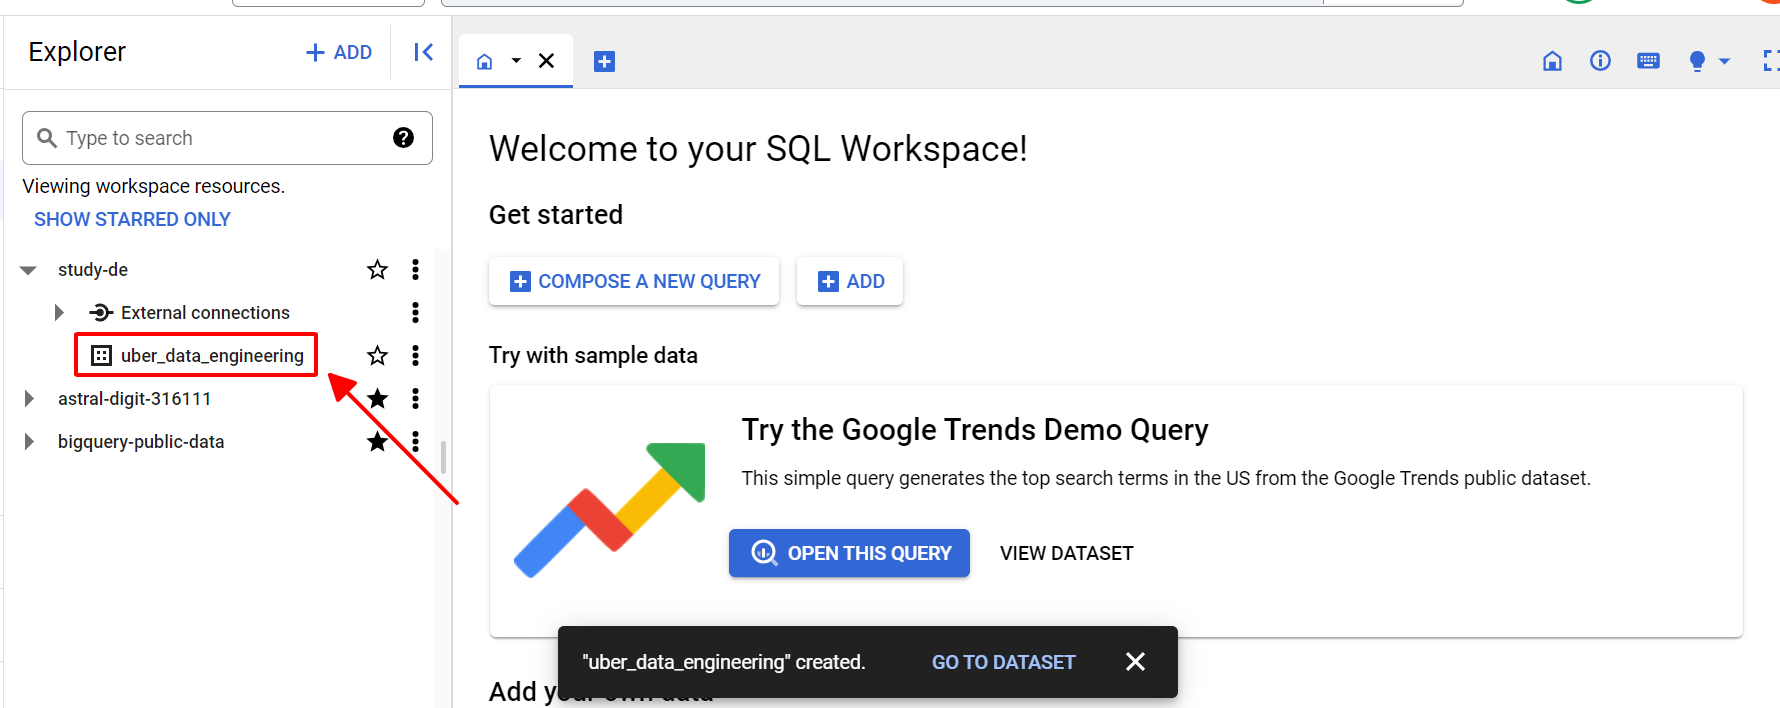 Explorer
+ ADD
Type to search
Viewing workspace resources.
SHOW STARRED ONLY
study-de
External connections
uber_data_engineering
astral-digit-316111
bigquery-public-data
Welcome to your SQL Workspace!
Get started
COMPOSE A NEW QUERY
ADD
Try with sample data
Try the Google Trends Demo Query
This simple query generates the top search terms in the US from the Google Trends public dataset.
OPEN THIS QUERY
VIEW DATASET
"uber_data_engineering" created.
GO TO DATASET
Add your own data